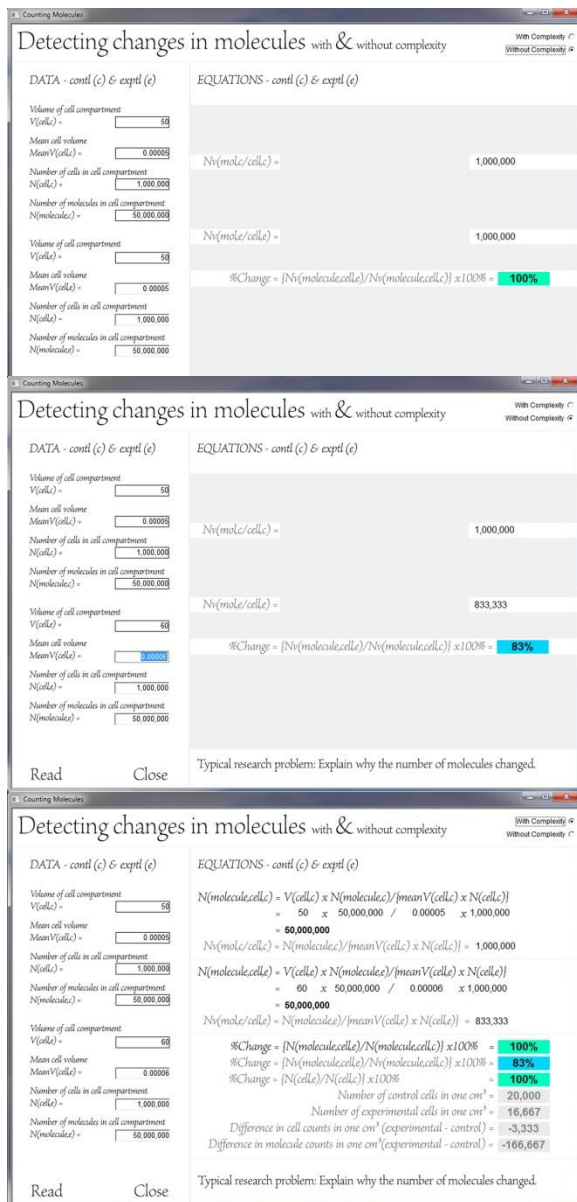 Counting Molecules
Detecting changes in molecules with & without complexity
With Complexity
Without Complexity
DATA - contl (c) & exptl (e)
Volume of cell compartment
V(cell,c) = 50
Mean cell volume
MeanV(cell,c) = 0.00005
Number of cells in cell compartment
N(cell,c) = 1,000,000
Number of molecules in cell compartment
N(molecule,c) = 50,000,000
Volume of cell compartment
V(cell,e) = 50
Mean cell volume
MeanV(cell,e) = 0.00005
Number of cells in cell compartment
N(cell,e) = 1,000,000
Number of molecules in cell compartment
N(molecule,e) = 50,000,000
EQUATIONS - contl (c) & exptl (e)
Nv(mol,c/cell,c) = 1,000,000
Nv(mol,e/cell,e) = 1,000,000
%Change = {Nv(molecule,cell,e)/Nv(molecule,cell,c)} x100% = 100%
Counting Molecules
Detecting changes in molecules with & without complexity
With Complexity
Without Complexity
DATA - contl (c) & exptl (e)
Volume of cell compartment
V(cell,c) = 50
Mean cell volume
MeanV(cell,c) = 0.00005
Number of cells in cell compartment
N(cell,c) = 1,000,000
Number of molecules in cell compartment
N(molecule,c) = 50,000,000
Volume of cell compartment
V(cell,e) = 60
Mean cell volume
MeanV(cell,e) = 0.00006
Number of cells in cell compartment
N(cell,e) = 1,000,000
Number of molecules in cell compartment
N(molecule,e) = 50,000,000
Read Close
EQUATIONS - contl (c) & exptl (e)
Nv(mol,c/cell,c) = 1,000,000
Nv(mol,e/cell,e) = 833,333
%Change = {Nv(molecule,cell,e)/Nv(molecule,cell,c)} x100% = 83%
Typical research problem: Explain why the number of molecules changed.
Counting Molecules
Detecting changes in molecules with & without complexity
With Complexity
Without Complexity
DATA - contl (c) & exptl (e)
Volume of cell compartment
V(cell,c) = 50
Mean cell volume
MeanV(cell,c) = 0.00005
Number of cells in cell compartment
N(cell,c) = 1,000,000
Number of molecules in cell compartment
N(molecule,c) = 50,000,000
Volume of cell compartment
V(cell,e) = 60
Mean cell volume
MeanV(cell,e) = 0.00006
Number of cells in cell compartment
N(cell,e) = 1,000,000
Number of molecules in cell compartment
N(molecule,e) = 50,000,000
Read Close
EQUATIONS - contl (c) & exptl (e)
N(molecule,cell,c) = V(cell,c) x N(molecule,c)/{meanV(cell,c) x N(cell,c)}
= 50 x 50,000,000 / 0.00005 x 1,000,000
= 50,000,000
Nv(mol,c/cell,c) = N(molecule,c)/{meanV(cell,c) x N(cell,c)} = 1,000,000
N(molecule,cell,e) = V(cell,e) x N(molecule,e)/{meanV(cell,e) x N(cell,e)}
= 60 x 50,000,000 / 0.00006 x 1,000,000
= 50,000,000
Nv(mol,e/cell,e) = N(molecule,e)/{meanV(cell,e) x N(cell,e)} = 833,333
%Change = {N(molecule,cell,e)/N(molecule,cell,c)} x100% = 100%
%Change = {Nv(molecule,cell,e)/Nv(molecule,cell,c)} x100% = 83%
%Change = {N(cell,e)/N(cell,c)} x100% = 100%
Number of control cells in one cm³ = 20,000
Number of experimental cells in one cm³ = 16,667
Difference in cell counts in one cm³ (experimental - control) = -3,333
Difference in molecule counts in one cm³ (experimental - control) = -166,667
Typical research problem: Explain why the number of molecules changed.